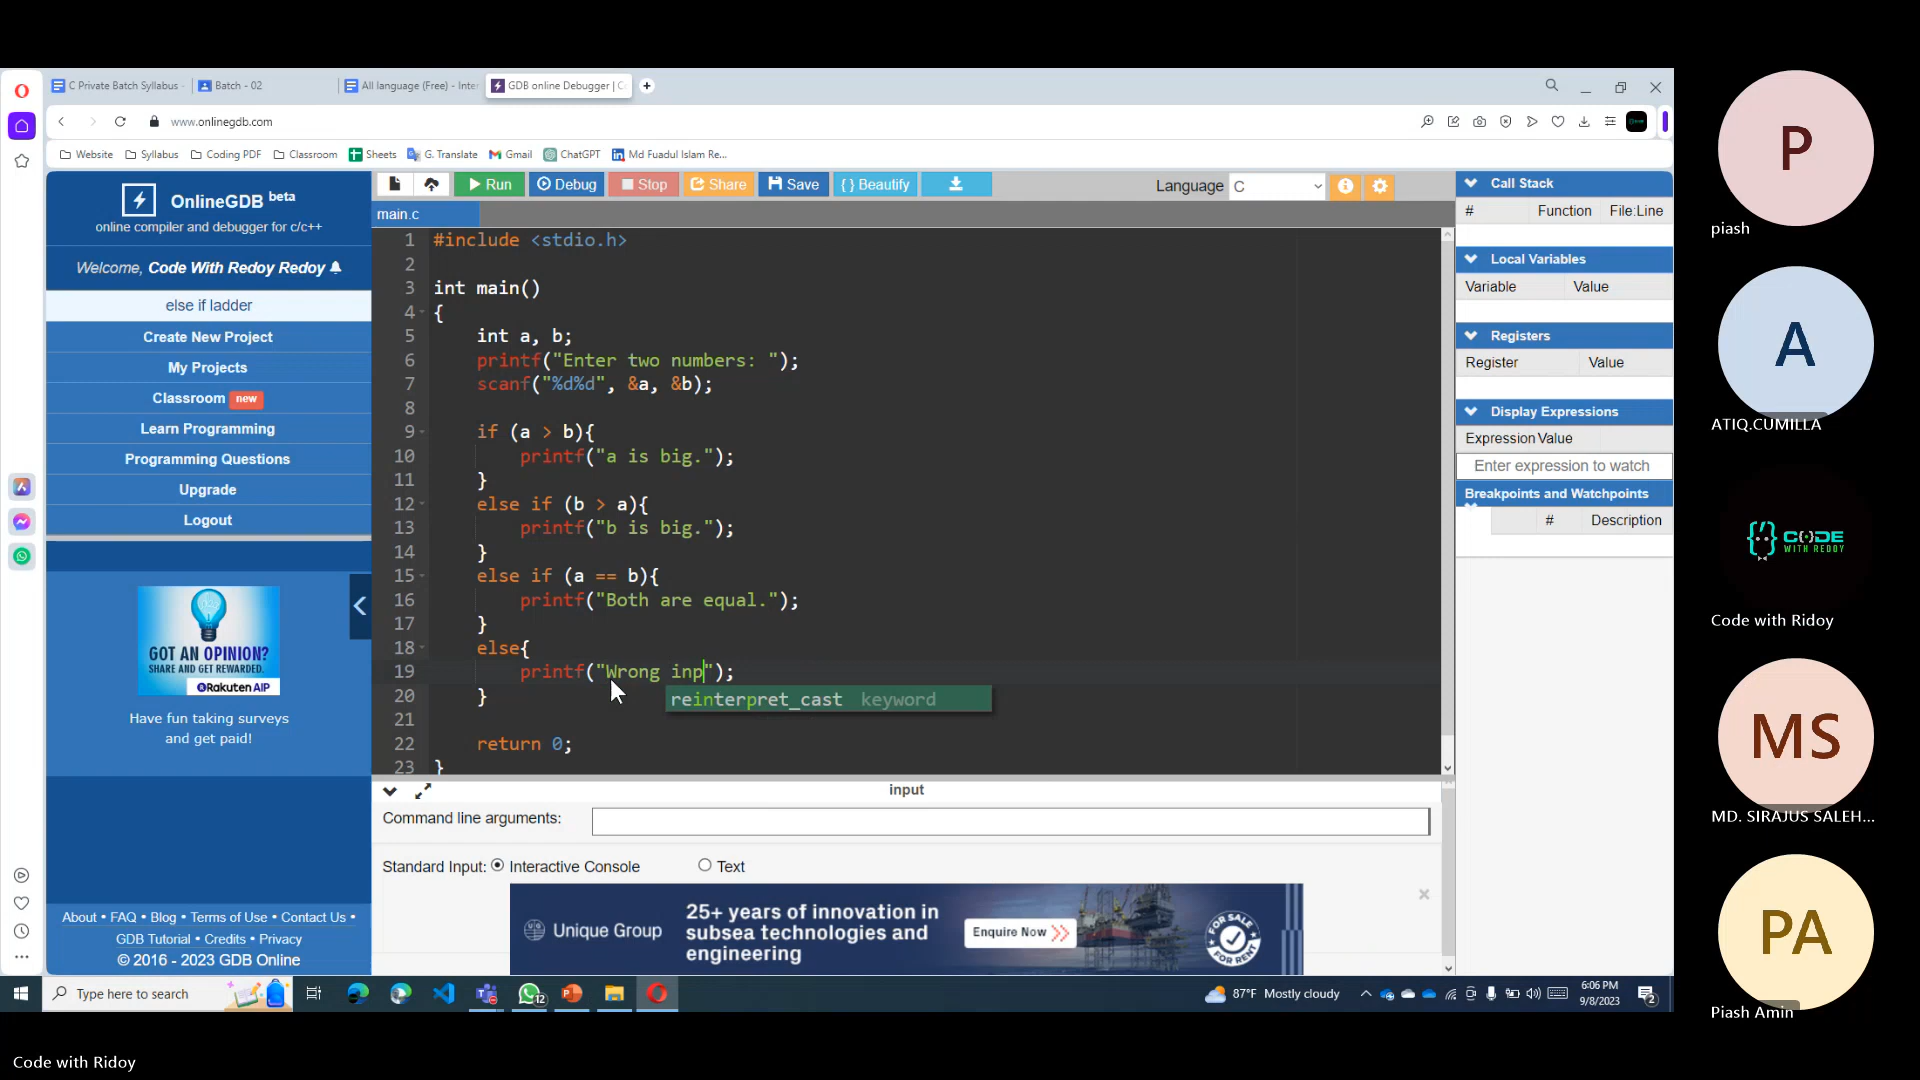 C Private Batch Syllabus
Batch - 02
All language (Free) - Inte
GDB online Debugger | C
www.onlinegdb.com
Website
Syllabus
Coding PDF
Classroom
Sheets
G. Translate
Gmail
ChatGPT
Md Fuadul Islam Re...
OnlineGDB beta
online compiler and debugger for c/c++
Welcome, Code With Redoy Redoy
else if ladder
Create New Project
My Projects
Classroom new
Learn Programming
Programming Questions
Upgrade
Logout
GOT AN OPINION?
SHARE AND GET REWARDED.
Rakuten AIP
Have fun taking surveys
and get paid!
About • FAQ • Blog • Terms of Use • Contact Us •
GDB Tutorial • Credits • Privacy
© 2016 - 2023 GDB Online
Run
Debug
Stop
Share
Save
{ } Beautify
Language C
main.c
1 #include <stdio.h>
2
3 int main()
4 {
5 int a, b;
6 printf("Enter two numbers: ");
7 scanf("%d%d", &a, &b);
8
9 if (a > b){
10 printf("a is big.");
11 }
12 else if (b > a){
13 printf("b is big.");
14 }
15 else if (a == b){
16 printf("Both are equal.");
17 }
18 else{
19 printf("Wrong inp");
reinterpret_cast keyword
20 }
21
22 return 0;
23 }
input
Command line arguments:
Standard Input: Interactive Console Text
Unique Group
25+ years of innovation in
subsea technologies and
engineering
Enquire Now
FOR SALE
FOR RENT
Call Stack
# Function File:Line
Local Variables
Variable Value
Registers
Register Value
Display Expressions
Expression Value
Enter expression to watch
Breakpoints and Watchpoints
# Description
Type here to search
12
87°F Mostly cloudy
6:06 PM
9/8/2023
2
P
piash
A
ATIQ.CUMILLA
CODE
WITH REDOY
Code with Ridoy
MS
MD. SIRAJUS SALEH...
PA
Piash Amin
Code with Ridoy